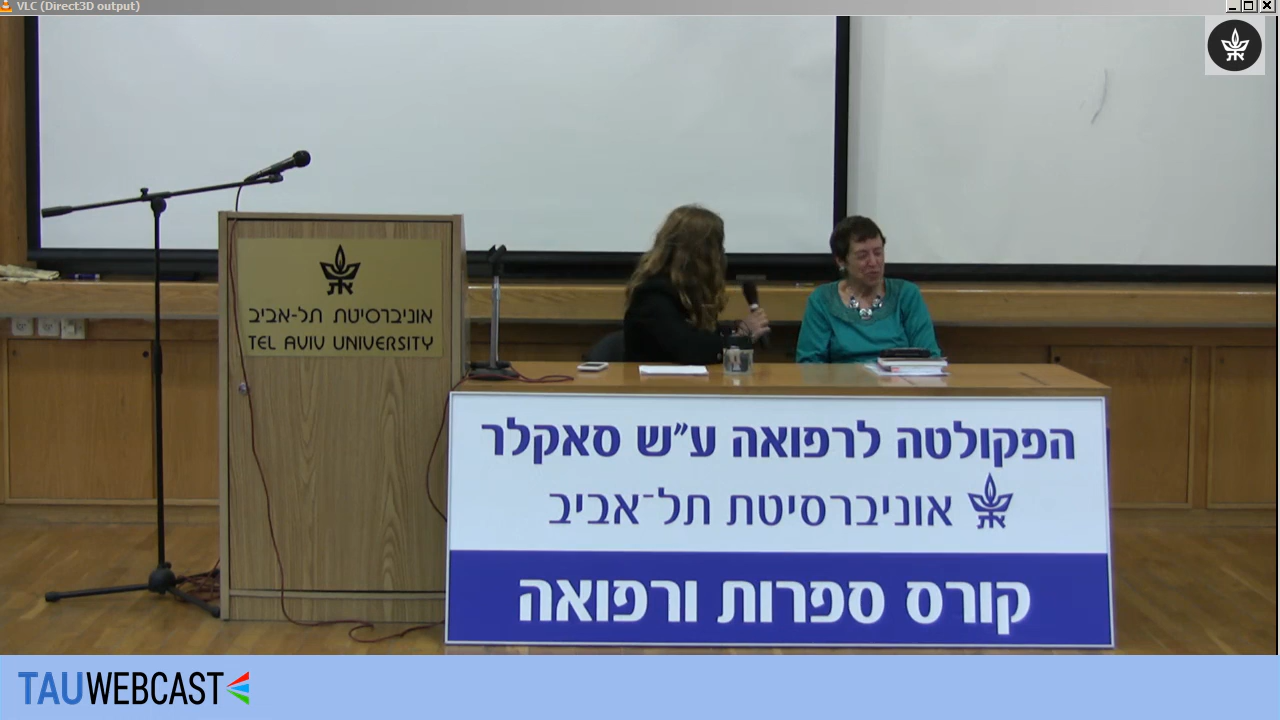 VLC (Direct3D output)
אוניברסיטת תל-אביב
TEL AVIV UNIVERSITY
הפקולטה לרפואה ע"ש סאקלר
אוניברסיטת תל-אביב
קורס ספרות ורפואה
TAUWEBCAST